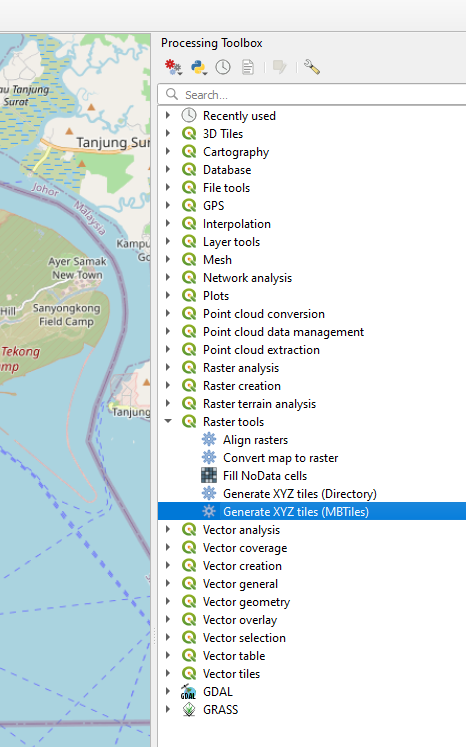 Processing Toolbox
Search...
Recently used
3D Tiles
Cartography
Database
File tools
GPS
Interpolation
Layer tools
Mesh
Network analysis
Plots
Point cloud conversion
Point cloud data management
Point cloud extraction
Raster analysis
Raster creation
Raster terrain analysis
Raster tools
Align rasters
Convert map to raster
Fill NoData cells
Generate XYZ tiles (Directory)
Generate XYZ tiles (MBTiles)
Vector analysis
Vector coverage
Vector creation
Vector general
Vector geometry
Vector overlay
Vector selection
Vector table
Vector tiles
GDAL
GRASS
Tanjung
Surat
Tanjung Sur
Johor
Malaysia
Kampu
Ayer Samak
New Town
Hill
Sanyongkong
Field Camp
Tekong
Tanjung
GDAL